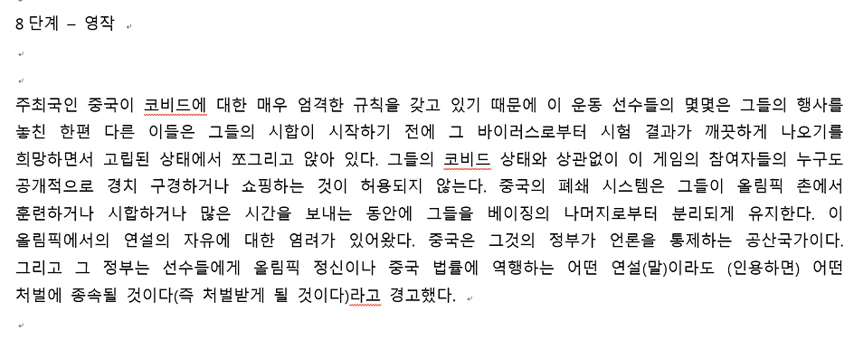 8 단계 – 영작
주최국인 중국이 코비드에 대한 매우 엄격한 규칙을 갖고 있기 때문에 이 운동 선수들의 몇몇은 그들의 행사를
놓친 한편 다른 이들은 그들의 시합이 시작하기 전에 그 바이러스로부터 시험 결과가 깨끗하게 나오기를
희망하면서 고립된 상태에서 쪼그리고 앉아 있다. 그들의 코비드 상태와 상관없이 이 게임의 참여자들의 누구도
공개적으로 경치 구경하거나 쇼핑하는 것이 허용되지 않는다. 중국의 폐쇄 시스템은 그들이 올림픽 촌에서
훈련하거나 시합하거나 많은 시간을 보내는 동안에 그들을 베이징의 나머지로부터 분리되게 유지한다. 이
올림픽에서의 연설의 자유에 대한 염려가 있어왔다. 중국은 그것의 정부가 언론을 통제하는 공산국가이다.
그리고 그 정부는 선수들에게 올림픽 정신이나 중국 법률에 역행하는 어떤 연설(말)이라도 (인용하면) 어떤
처벌에 종속될 것이다(즉 처벌받게 될 것이다)라고 경고했다.